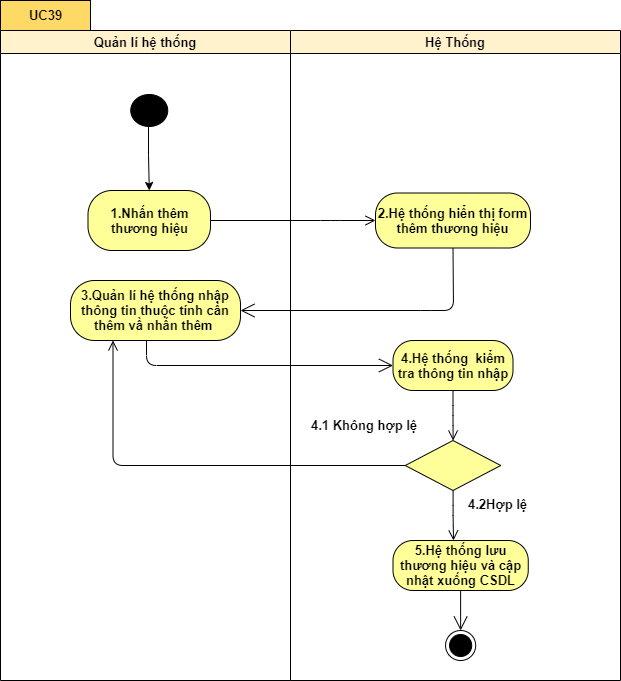 UC39
Quản lí hệ thống
Hệ Thống
1.Nhấn thêm
thương hiệu
2.Hệ thống hiển thị form
thêm thương hiệu
3.Quản lí hệ thống nhập
thông tin thuộc tính cần
thêm và nhấn thêm
4.Hệ thống kiểm
tra thông tin nhập
4.1 Không hợp lệ
4.2Hợp lệ
5.Hệ thống lưu
thương hiệu và cập
nhật xuống CSDL